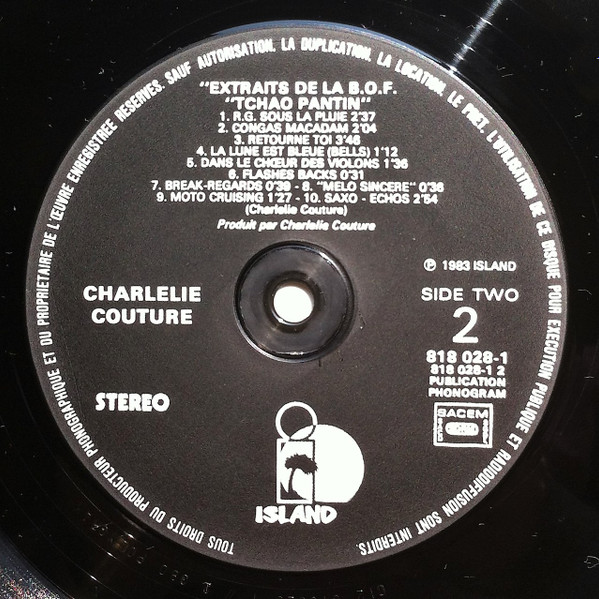 TOUS DROITS DU PRODUCTEUR PHONOGRAPHIQUE ET DU PROPRIETAIRE DE L'ŒUVRE ENREGISTREE RESERVES. SAUF AUTORISATION, LA DUPLICATION, LA LOCATION, LE PRET, L'UTILISATION DE CE DISQUE POUR EXECUTION PUBLIQUE ET RADIODIFFUSION SONT INTERDITS.
"EXTRAITS DE LA B.O.F.
"TCHAO PANTIN"
1. R.G. SOUS LA PLUIE 2'37
2. CONGAS MACADAM 2'04
3. RETOURNE TOI 3'46
4. LA LUNE EST BLEUE (BELLS) 1'12
5. DANS LE CHŒUR DES VIOLONS 1'36
6. FLASHES BACKS 0'31
7. BREAK-REGARDS 0'39 - 8. "MELO SINCERE" 0'36
9. MOTO CRUISING 1'27 - 10. SAXO - ECHOS 2'54
(Charlelie Couture)
Produit par Charlelie Couture
℗ 1983 ISLAND
CHARLELIE
COUTURE
SIDE TWO
2
818 028-1
818 028-1 2
PUBLICATION
PHONOGRAM
STEREO
SACEM
ISLAND